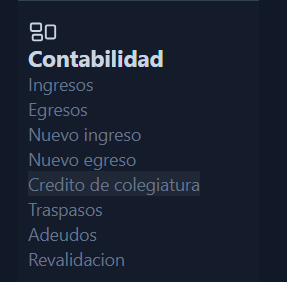 Contabilidad
Ingresos
Egresos
Nuevo ingreso
Nuevo egreso
Credito de colegiatura
Traspasos
Adeudos
Revalidacion